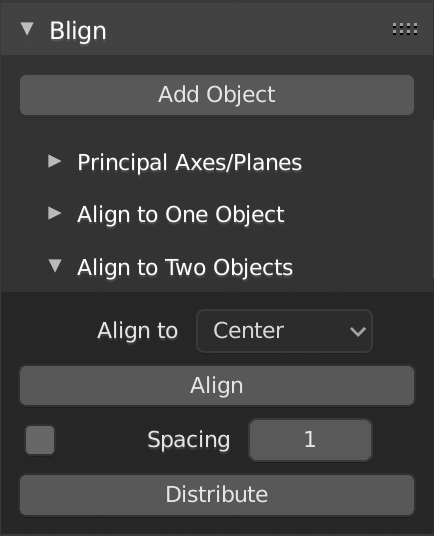 Blign
Add Object
Principal Axes/Planes
Align to One Object
Align to Two Objects
Align to Center
Align
Spacing 1
Distribute